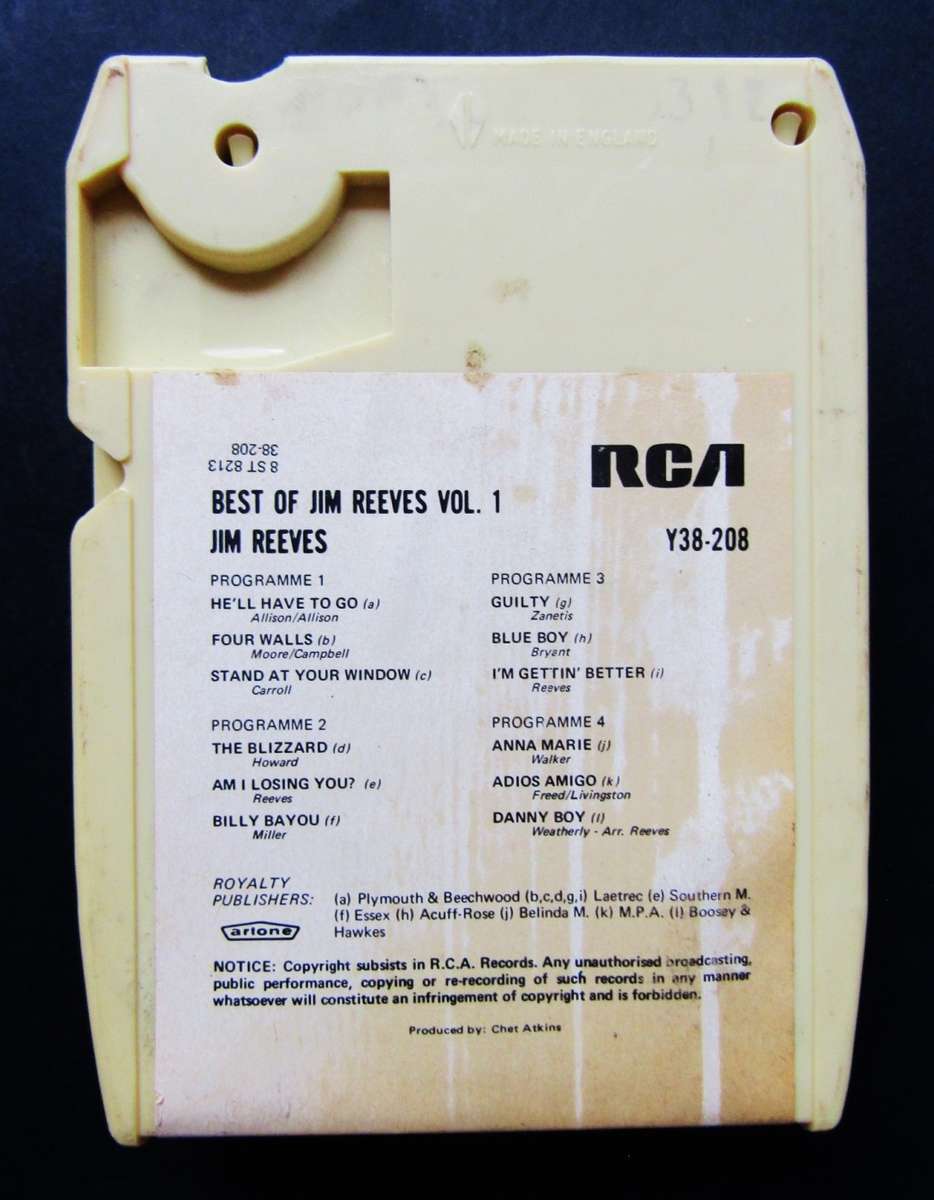 MADE IN ENGLAND
38-208
8 ST 8213
RCA
BEST OF JIM REEVES VOL. 1
JIM REEVES
Y38-208
PROGRAMME 1
HE'LL HAVE TO GO (a)
Allison/Allison
FOUR WALLS (b)
Moore/Campbell
STAND AT YOUR WINDOW (c)
Carroll
PROGRAMME 2
THE BLIZZARD (d)
Howard
AM I LOSING YOU? (e)
Reeves
BILLY BAYOU (f)
Miller
PROGRAMME 3
GUILTY (g)
Zanetis
BLUE BOY (h)
Bryant
I'M GETTIN' BETTER (i)
Reeves
PROGRAMME 4
ANNA MARIE (j)
Walker
ADIOS AMIGO (k)
Freed/Livingston
DANNY BOY (l)
Weatherly - Arr. Reeves
ROYALTY
PUBLISHERS:
(a) Plymouth & Beechwood (b,c,d,g,i) Laetrec (e) Southern M.
(f) Essex (h) Acuff-Rose (j) Belinda M. (k) M.P.A. (l) Boosey &
Hawkes
arione
NOTICE: Copyright subsists in R.C.A. Records. Any unauthorised broadcasting,
public performance, copying or re-recording of such records in any manner
whatsoever will constitute an infringement of copyright and is forbidden.
Produced by: Chet Atkins